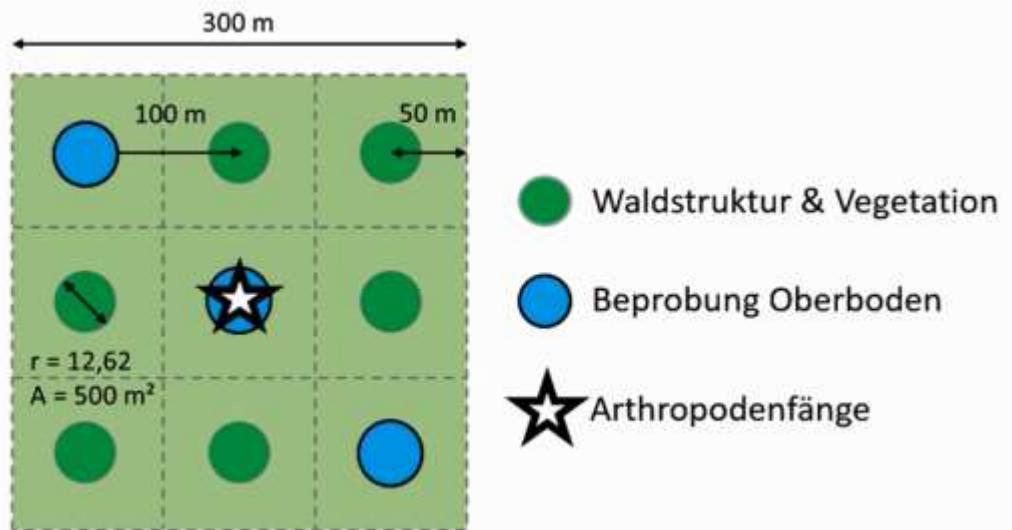 300 m
100 m
50 m
r = 12,62
A = 500 m²
Waldstruktur & Vegetation
Beprobung Oberboden
Arthropodenfänge